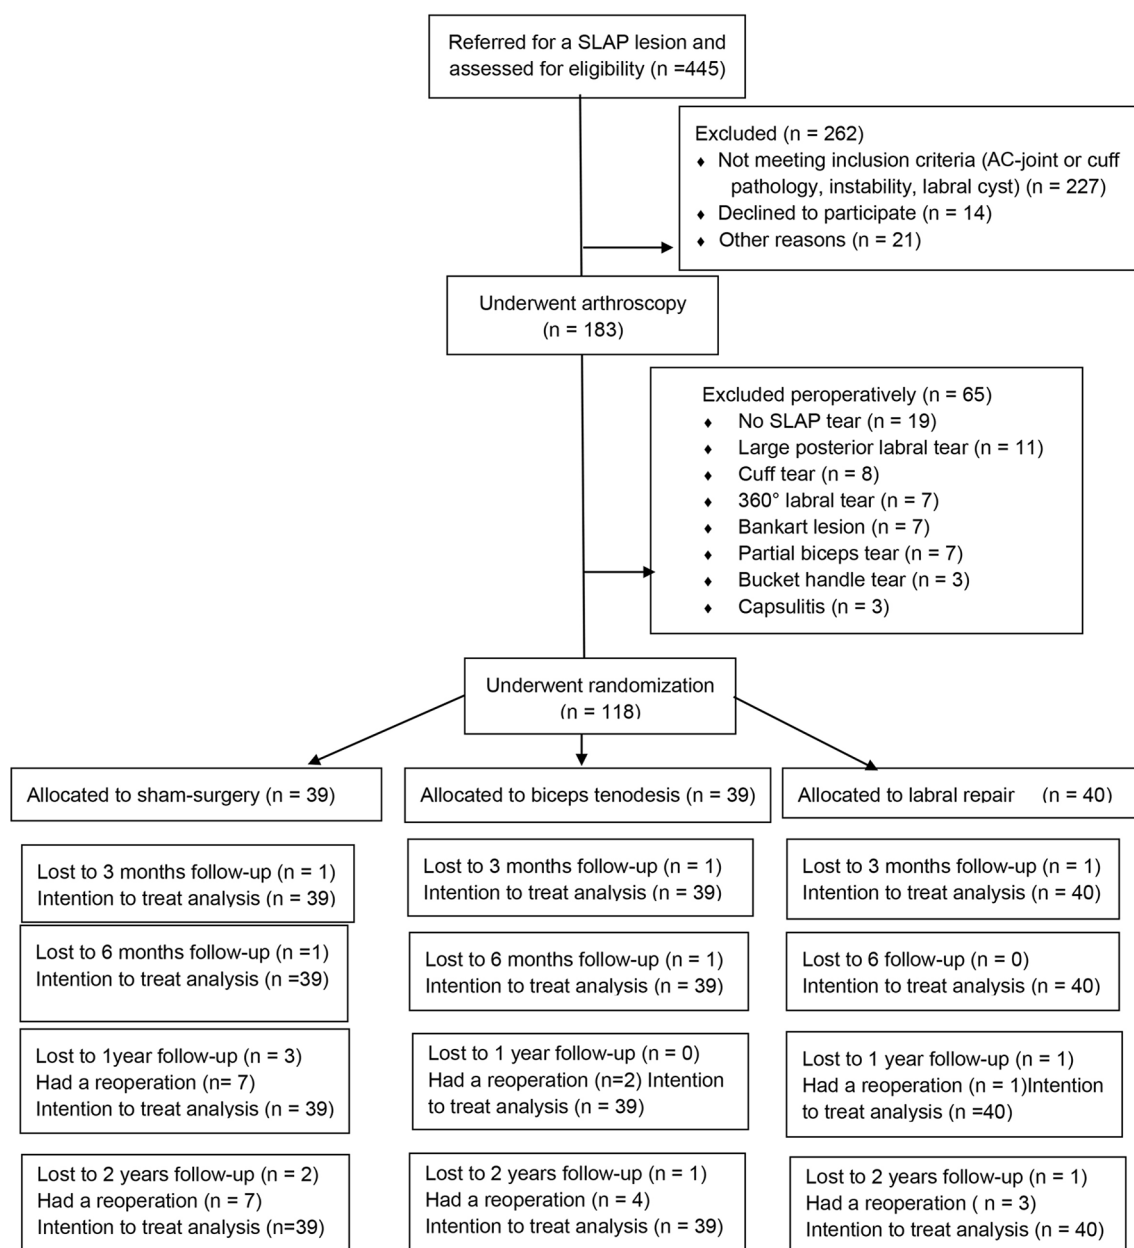 Referred for a SLAP lesion and
assessed for eligibility (n =445)
Excluded (n = 262)
♦ Not meeting inclusion criteria (AC-joint or cuff
pathology, instability, labral cyst) (n = 227)
♦ Declined to participate (n = 14)
♦ Other reasons (n = 21)
Underwent arthroscopy
(n = 183)
Excluded peroperatively (n = 65)
♦ No SLAP tear (n = 19)
♦ Large posterior labral tear (n = 11)
♦ Cuff tear (n = 8)
♦ 360° labral tear (n = 7)
♦ Bankart lesion (n = 7)
♦ Partial biceps tear (n = 7)
♦ Bucket handle tear (n = 3)
♦ Capsulitis (n = 3)
Underwent randomization
(n = 118)
Allocated to sham-surgery (n = 39)
Allocated to biceps tenodesis (n = 39)
Allocated to labral repair (n = 40)
Lost to 3 months follow-up (n = 1)
Intention to treat analysis (n = 39)
Lost to 3 months follow-up (n = 1)
Intention to treat analysis (n = 39)
Lost to 3 months follow-up (n = 1)
Intention to treat analysis (n = 40)
Lost to 6 months follow-up (n =1)
Intention to treat analysis (n =39)
Lost to 6 months follow-up (n = 1)
Intention to treat analysis (n = 39)
Lost to 6 follow-up (n = 0)
Intention to treat analysis (n = 40)
Lost to 1year follow-up (n = 3)
Had a reoperation (n= 7)
Intention to treat analysis (n = 39)
Lost to 1 year follow-up (n = 0)
Had a reoperation (n=2) Intention
to treat analysis (n = 39)
Lost to 1 year follow-up (n = 1)
Had a reoperation (n = 1)Intention
to treat analysis (n =40)
Lost to 2 years follow-up (n = 2)
Had a reoperation (n = 7)
Intention to treat analysis (n=39)
Lost to 2 years follow-up (n = 1)
Had a reoperation (n = 4)
Intention to treat analysis (n = 39)
Lost to 2 years follow-up (n = 1)
Had a reoperation ( n = 3)
Intention to treat analysis (n = 40)